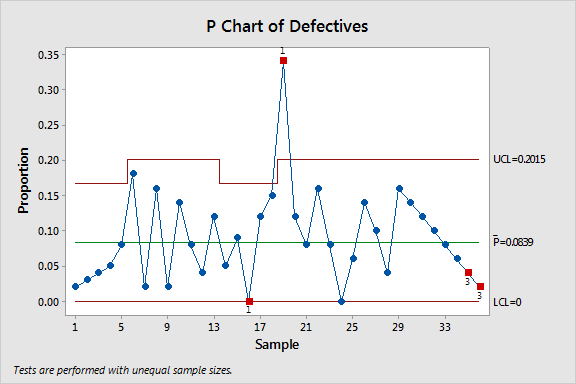 P Chart of Defectives
0.35
0.30
0.25
0.20
0.15
0.10
0.05
0.00
Proportion
1
1
3
3
UCL=0.2015
P̅=0.0839
LCL=0
1 5 9 13 17 21 25 29 33
Sample
Tests are performed with unequal sample sizes.